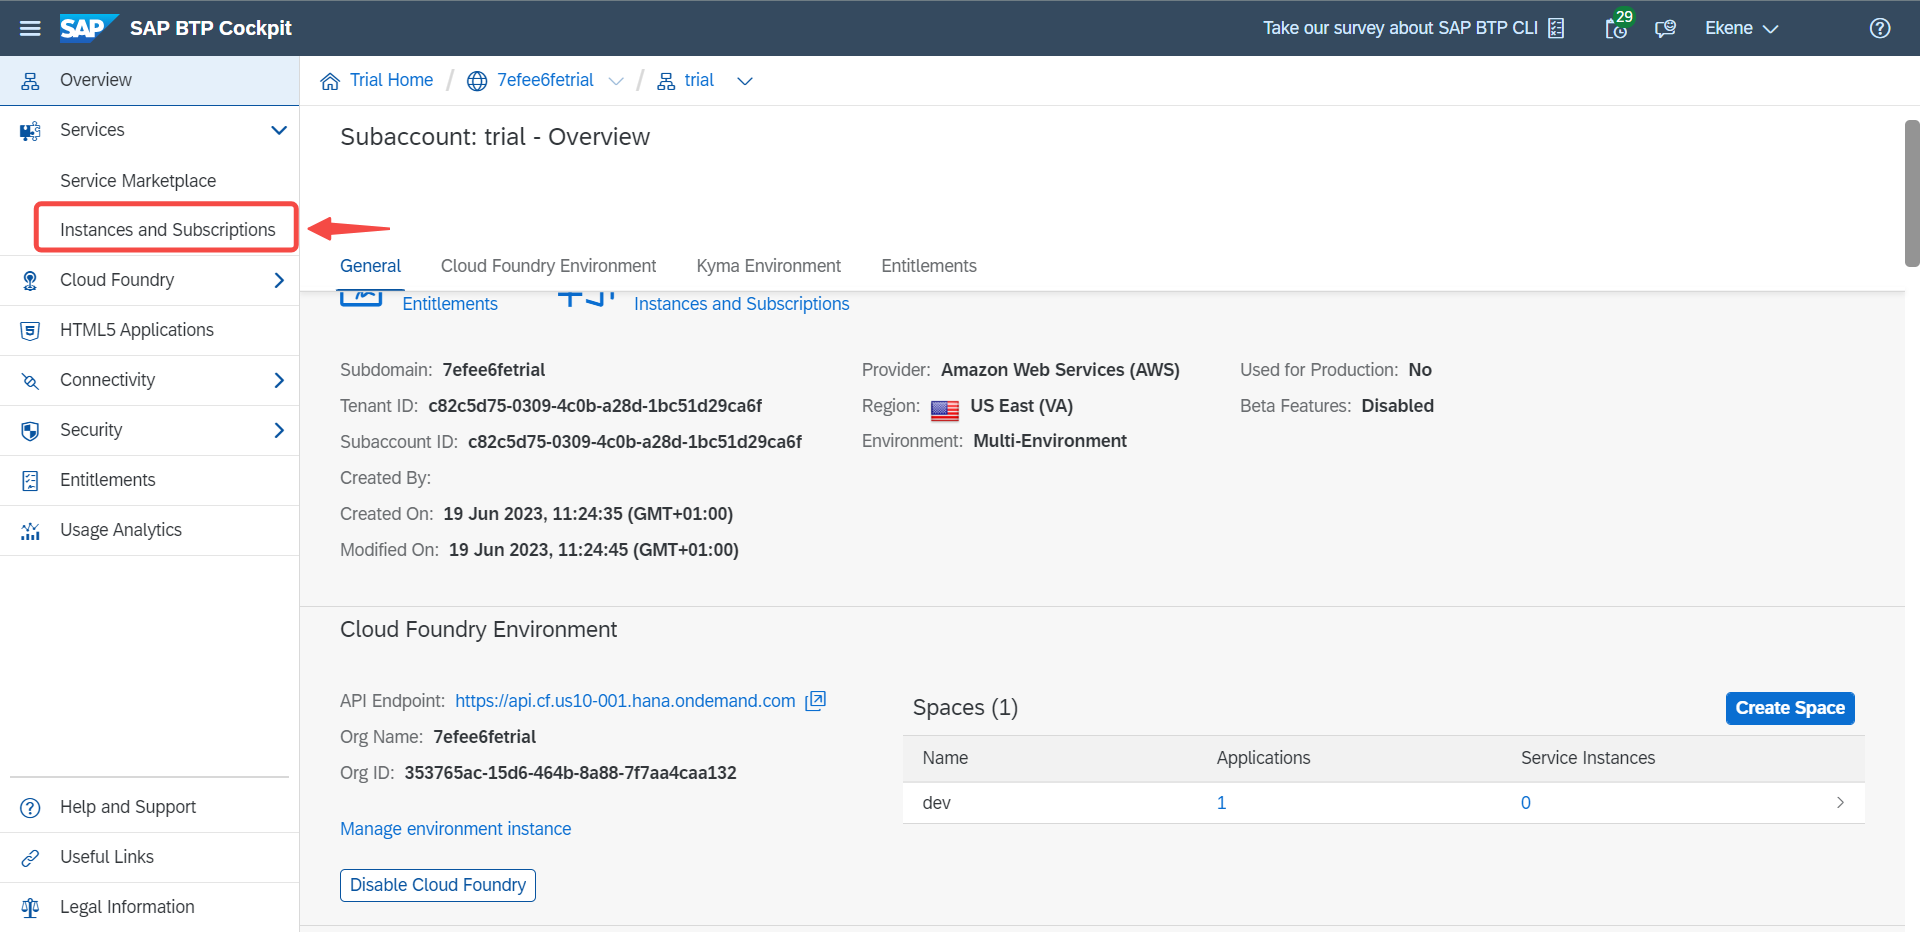 SAP SAP BTP Cockpit
Take our survey about SAP BTP CLI 29 Ekene
Overview
Services
Service Marketplace
Instances and Subscriptions
Cloud Foundry
HTML5 Applications
Connectivity
Security
Entitlements
Usage Analytics
Help and Support
Useful Links
Legal Information
Trial Home / 7efee6fetrial / trial
Subaccount: trial - Overview
General Cloud Foundry Environment Kyma Environment Entitlements
Entitlements Instances and Subscriptions
Subdomain: 7efee6fetrial
Tenant ID: c82c5d75-0309-4c0b-a28d-1bc51d29ca6f
Subaccount ID: c82c5d75-0309-4c0b-a28d-1bc51d29ca6f
Created By:
Created On: 19 Jun 2023, 11:24:35 (GMT+01:00)
Modified On: 19 Jun 2023, 11:24:45 (GMT+01:00)
Provider: Amazon Web Services (AWS)
Region: US East (VA)
Environment: Multi-Environment
Used for Production: No
Beta Features: Disabled
Cloud Foundry Environment
API Endpoint: https://api.cf.us10-001.hana.ondemand.com
Org Name: 7efee6fetrial
Org ID: 353765ac-15d6-464b-8a88-7f7aa4caa132
Manage environment instance
Disable Cloud Foundry
Spaces (1) Create Space
Name Applications Service Instances
dev 1 0